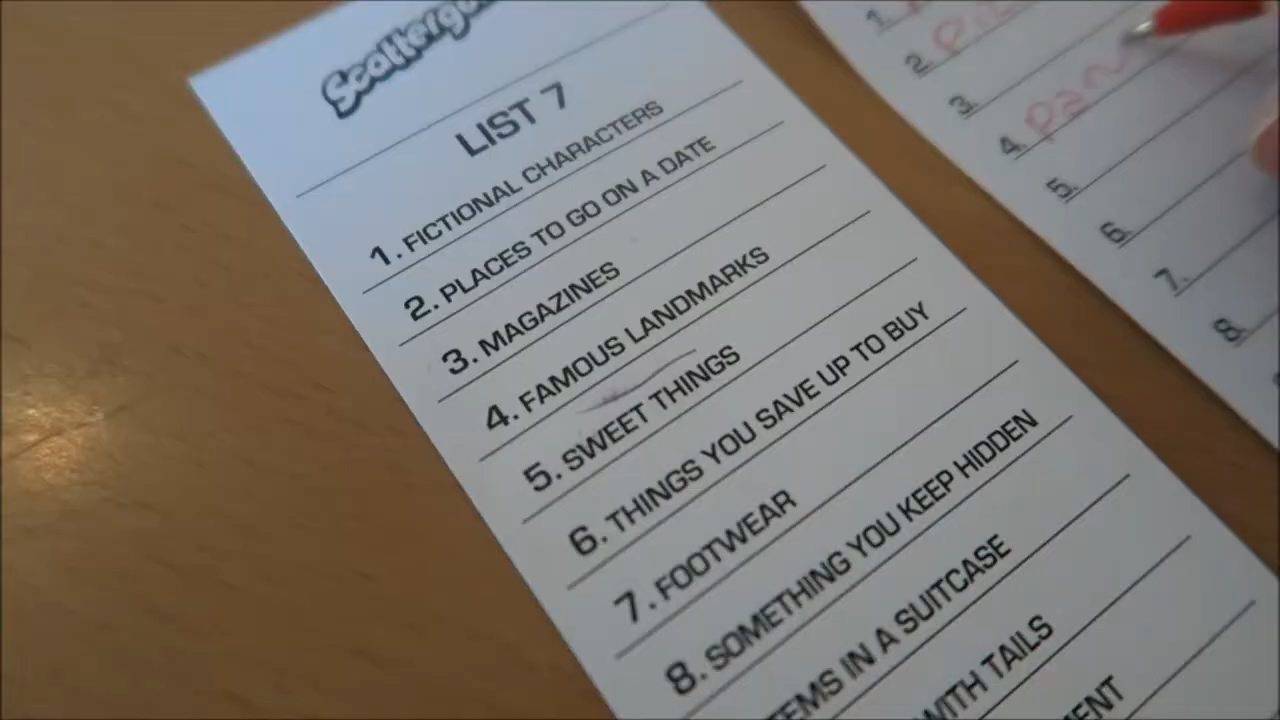 LIST 7
1. FICTIONAL CHARACTERS
2. PLACES TO GO ON A DATE
3. MAGAZINES
4. FAMOUS LANDMARKS
5. SWEET THINGS
6. THINGS YOU SAVE UP TO BUY
7. FOOTWEAR
8. SOMETHING YOU KEEP HIDDEN
IN A SUITCASE
WITH TAILS
1.
2.
3.
4.
5.
6.
7.
8.